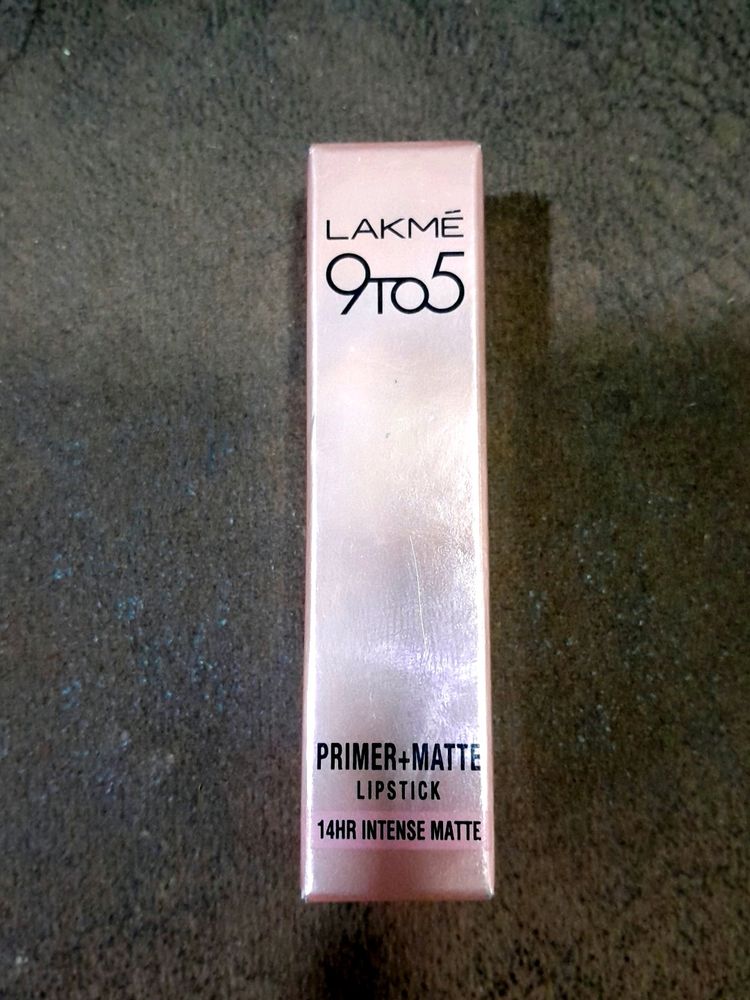 LAKMÉ
9TO5
PRIMER+MATTE
LIPSTICK
14HR INTENSE MATTE